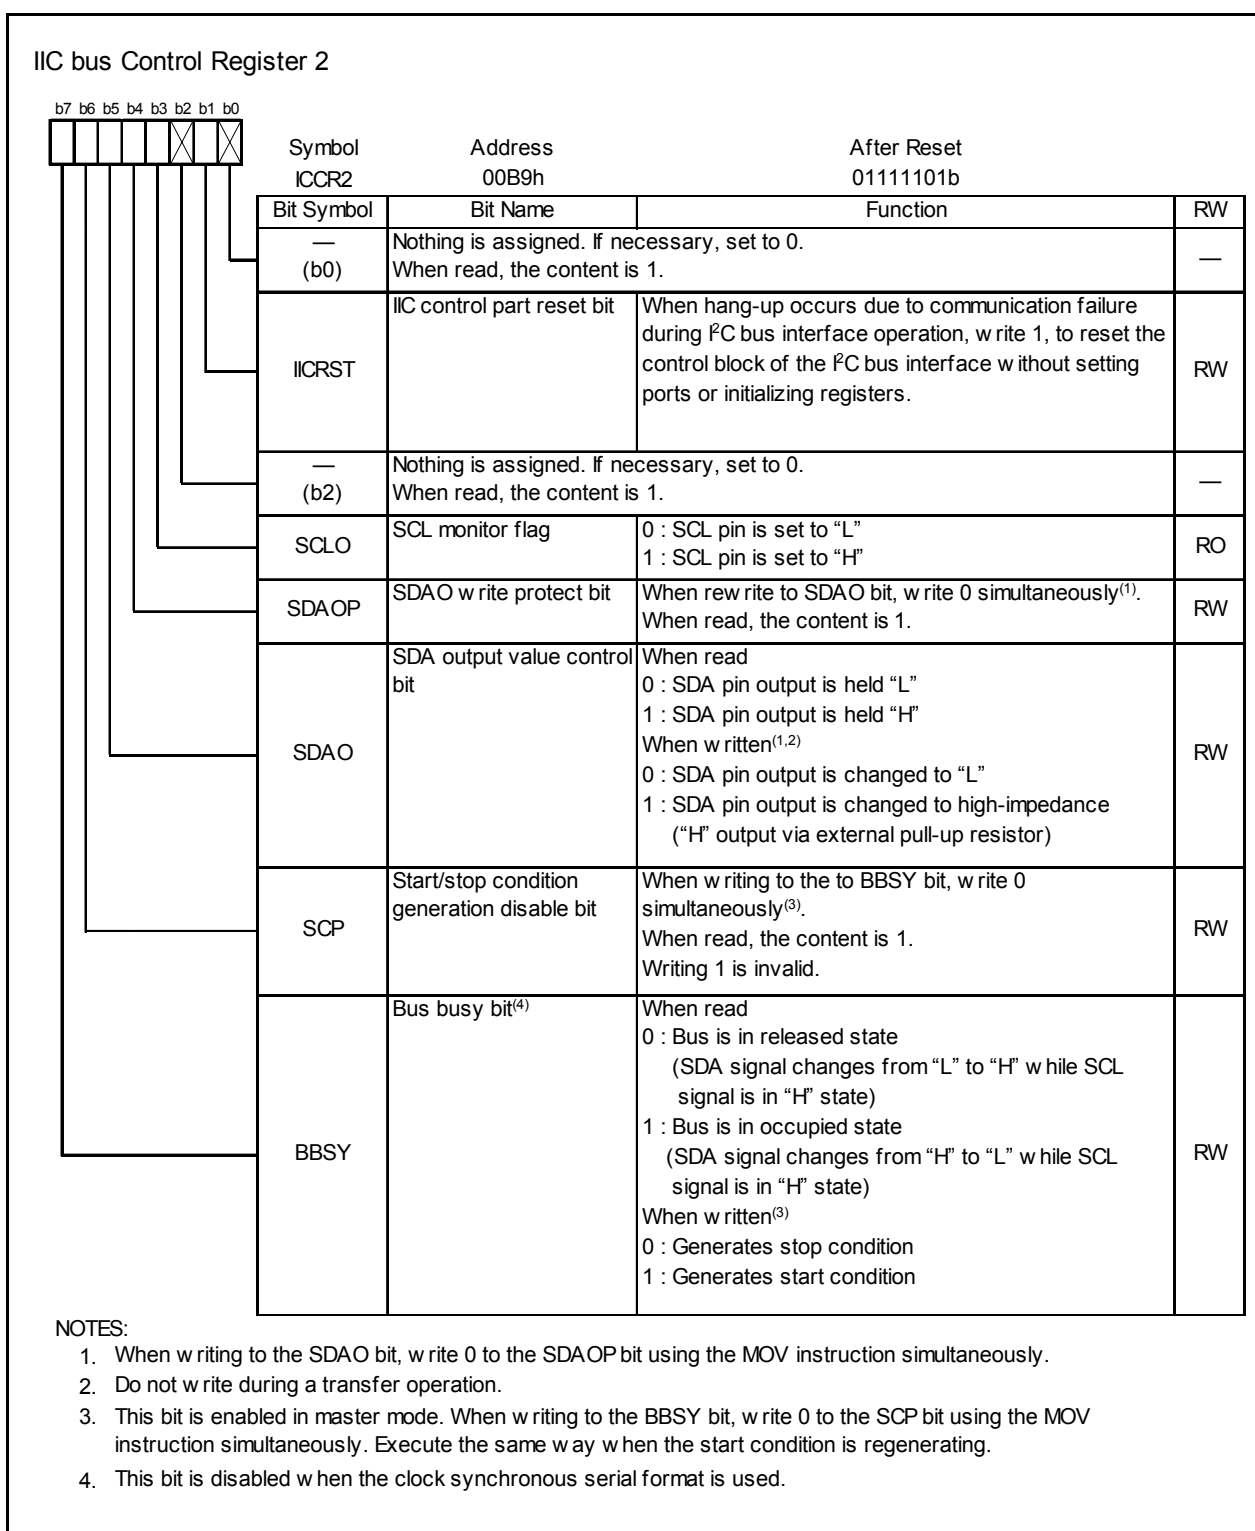 IIC bus Control Register 2
b7 b6 b5 b4 b3 b2 b1 b0
Symbol Address After Reset
ICCR2 00B9h 01111101b
Bit Symbol Bit Name Function RW
—
(b0)
Nothing is assigned. If necessary, set to 0.
When read, the content is 1.
—
IICRST
IIC control part reset bit
When hang-up occurs due to communication failure
during I²C bus interface operation, write 1, to reset the
control block of the I²C bus interface without setting
ports or initializing registers.
RW
—
(b2)
Nothing is assigned. If necessary, set to 0.
When read, the content is 1.
—
SCLO
SCL monitor flag
0 : SCL pin is set to “L”
1 : SCL pin is set to “H”
RO
SDAOP
SDAO write protect bit
When rewrite to SDAO bit, write 0 simultaneously(1).
When read, the content is 1.
RW
SDAO
SDA output value control
bit
When read
0 : SDA pin output is held “L”
1 : SDA pin output is held “H”
When written(1,2)
0 : SDA pin output is changed to “L”
1 : SDA pin output is changed to high-impedance
(“H” output via external pull-up resistor)
RW
SCP
Start/stop condition
generation disable bit
When writing to the to BBSY bit, write 0
simultaneously(3).
When read, the content is 1.
Writing 1 is invalid.
RW
BBSY
Bus busy bit(4)
When read
0 : Bus is in released state
(SDA signal changes from “L” to “H” while SCL
signal is in “H” state)
1 : Bus is in occupied state
(SDA signal changes from “H” to “L” while SCL
signal is in “H” state)
When written(3)
0 : Generates stop condition
1 : Generates start condition
RW
NOTES:
1. When writing to the SDAO bit, write 0 to the SDAOP bit using the MOV instruction simultaneously.
2. Do not write during a transfer operation.
3. This bit is enabled in master mode. When writing to the BBSY bit, write 0 to the SCP bit using the MOV
instruction simultaneously. Execute the same way when the start condition is regenerating.
4. This bit is disabled when the clock synchronous serial format is used.